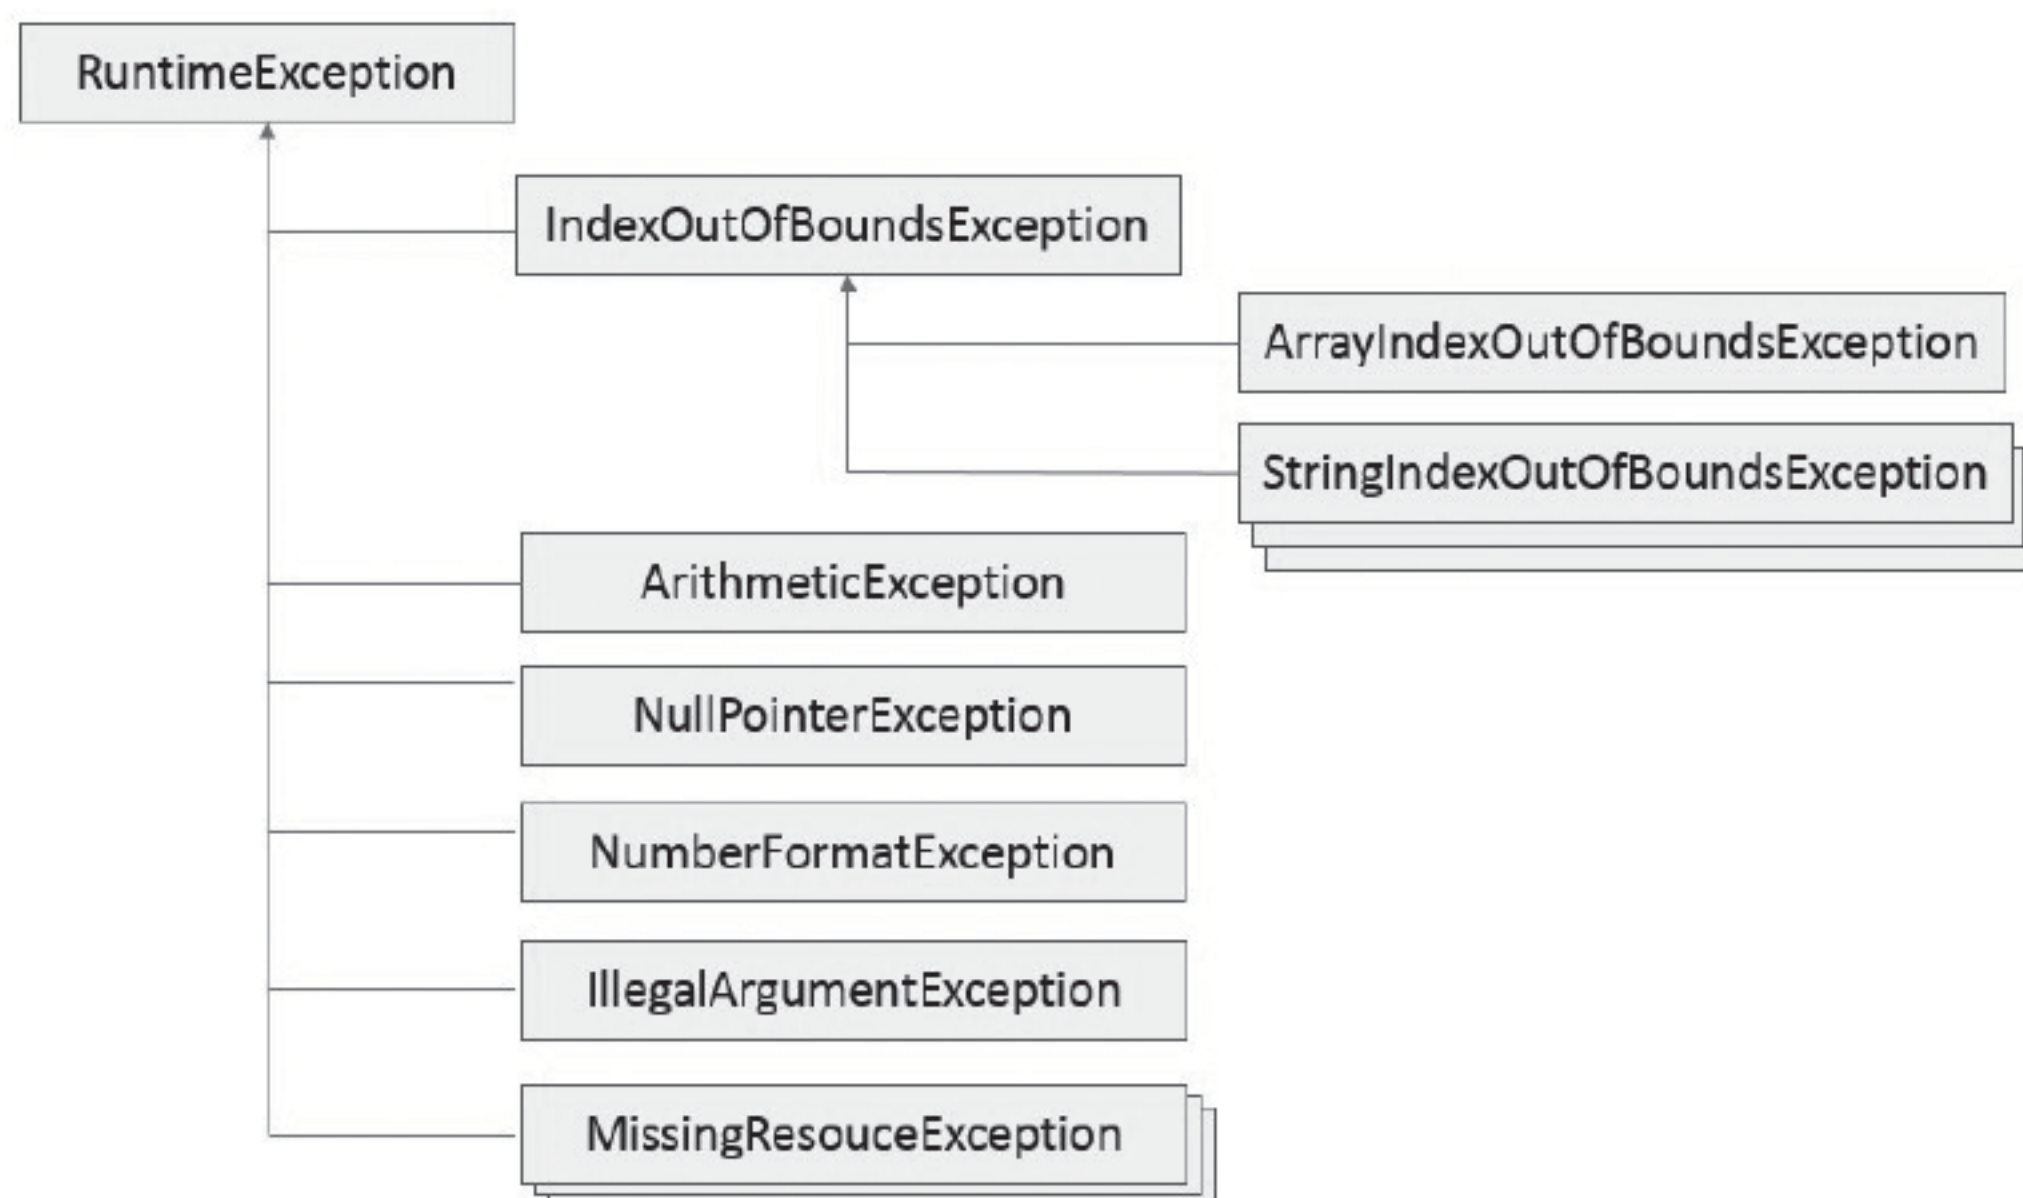 RuntimeException
IndexOutOfBoundsException
ArrayIndexOutOfBoundsException
StringIndexOutOfBoundsException
ArithmeticException
NullPointerException
NumberFormatException
IllegalArgumentException
MissingResouceException